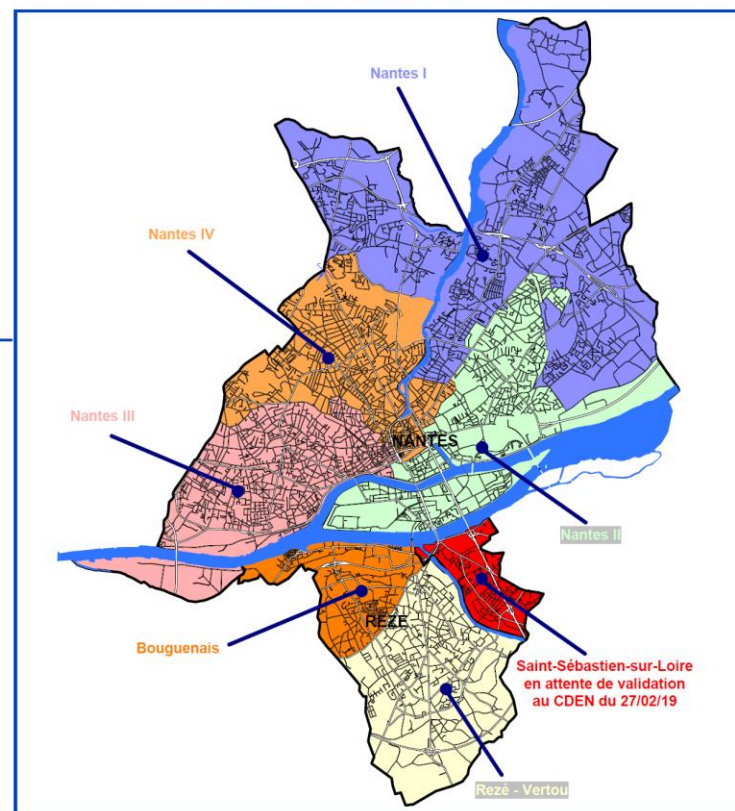 Nantes I
Nantes IV
Nantes III
NANTES
Nantes II
REZE
Bouguenais
Saint-Sébastien-sur-Loire
en attente de validation
au CDEN du 27/02/19
Rezé - Vertou